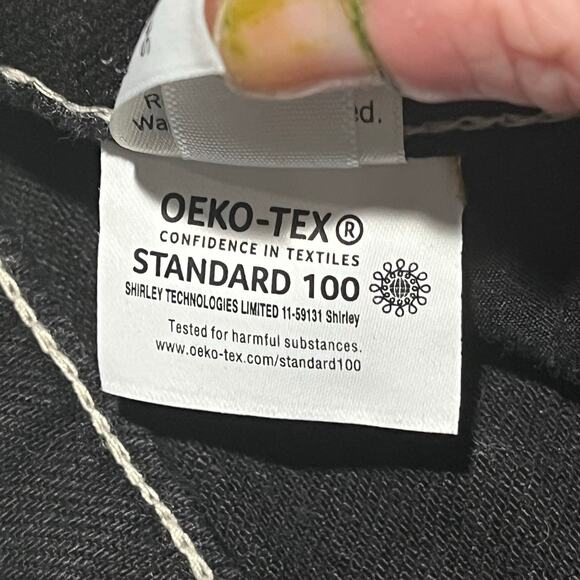 R
Wa
d.
OEKO-TEX®
CONFIDENCE IN TEXTILES
STANDARD 100
SHIRLEY TECHNOLOGIES LIMITED 11-59131 Shirley
Tested for harmful substances.
www.oeko-tex.com/standard100